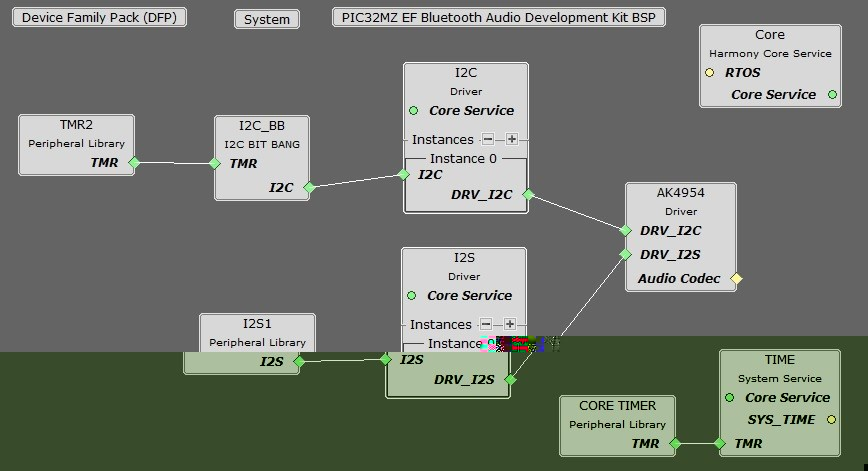 Device Family Pack (DFP)
System
PIC32MZ EF Bluetooth Audio Development Kit BSP
Core
Harmony Core Service
RTOS
Core Service
I2C
Driver
Core Service
Instances
Instance 0
I2C
DRV_I2C
TMR2
Peripheral Library
TMR
I2C_BB
I2C BIT BANG
TMR
I2C
AK4954
Driver
DRV_I2C
DRV_I2S
Audio Codec
I2S
Driver
Core Service
Instances
Instance
I2S
DRV_I2S
I2S1
Peripheral Library
I2S
TIME
System Service
Core Service
SYS_TIME
TMR
CORE TIMER
Peripheral Library
TMR